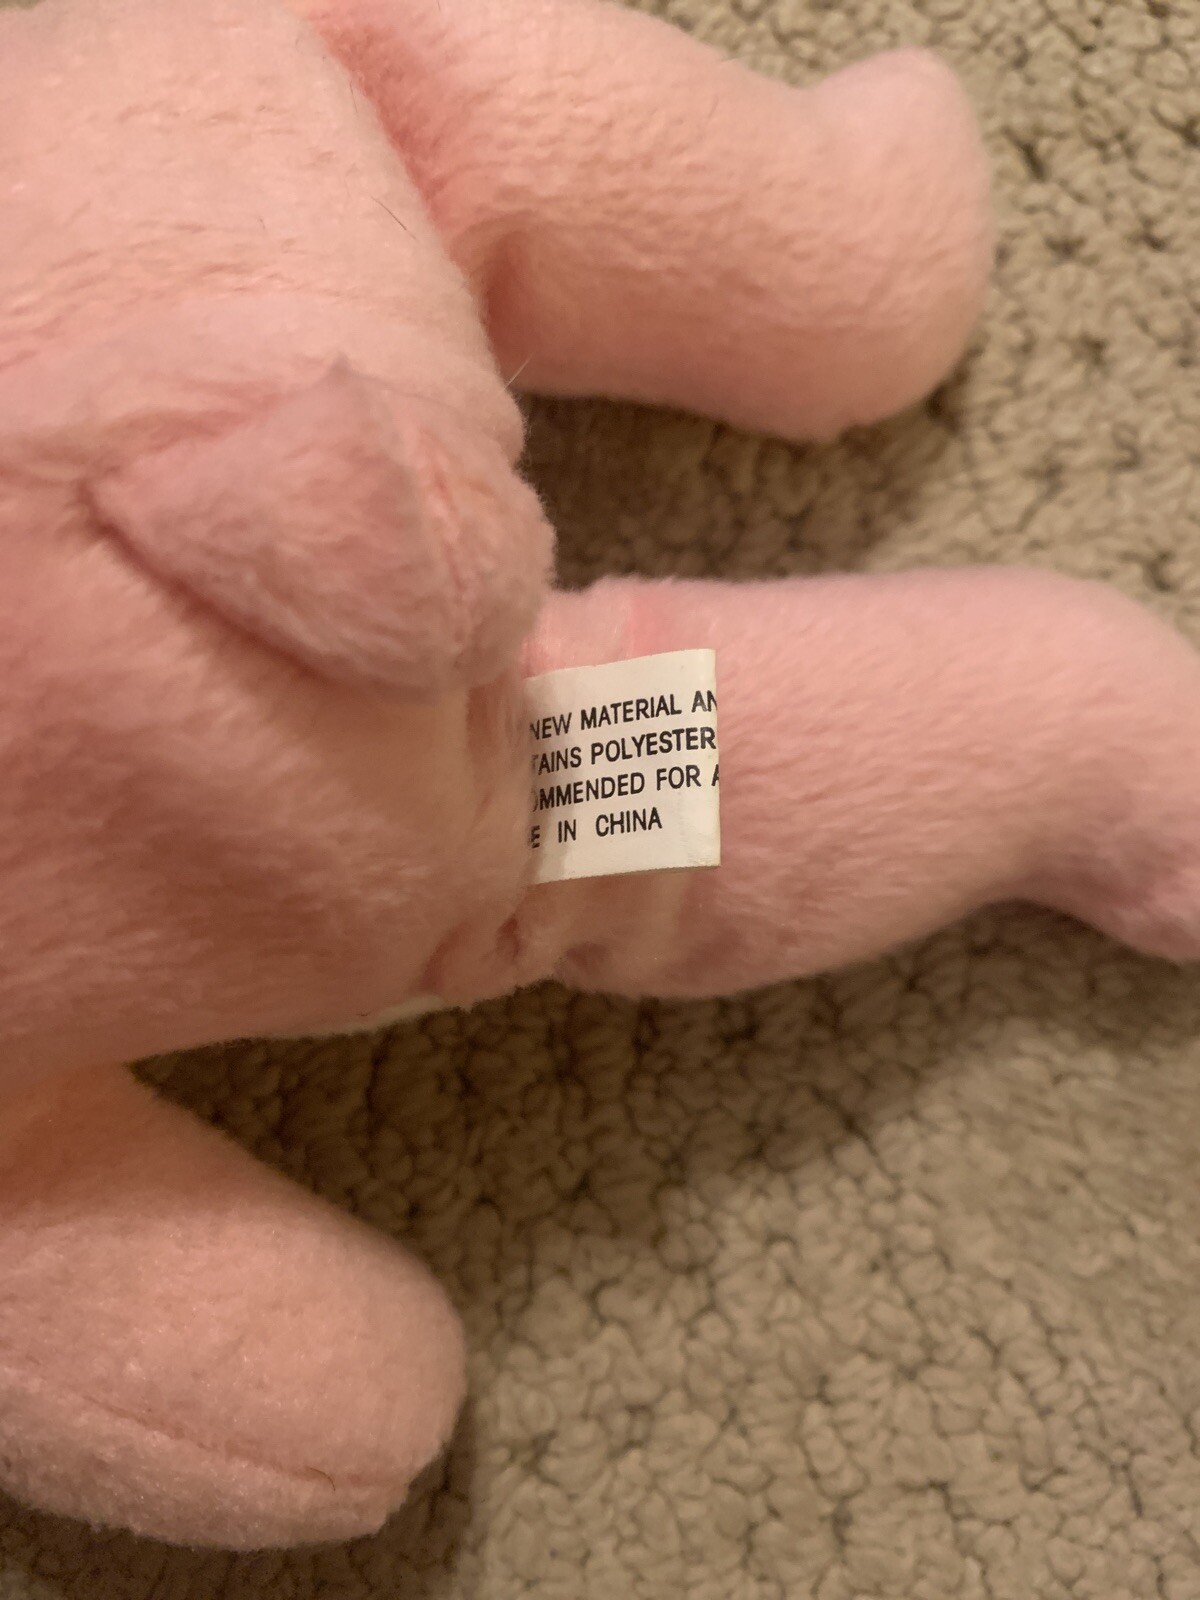 NEW MATERIAL AN
TAINS POLYESTER
OMMENDED FOR A
E IN CHINA